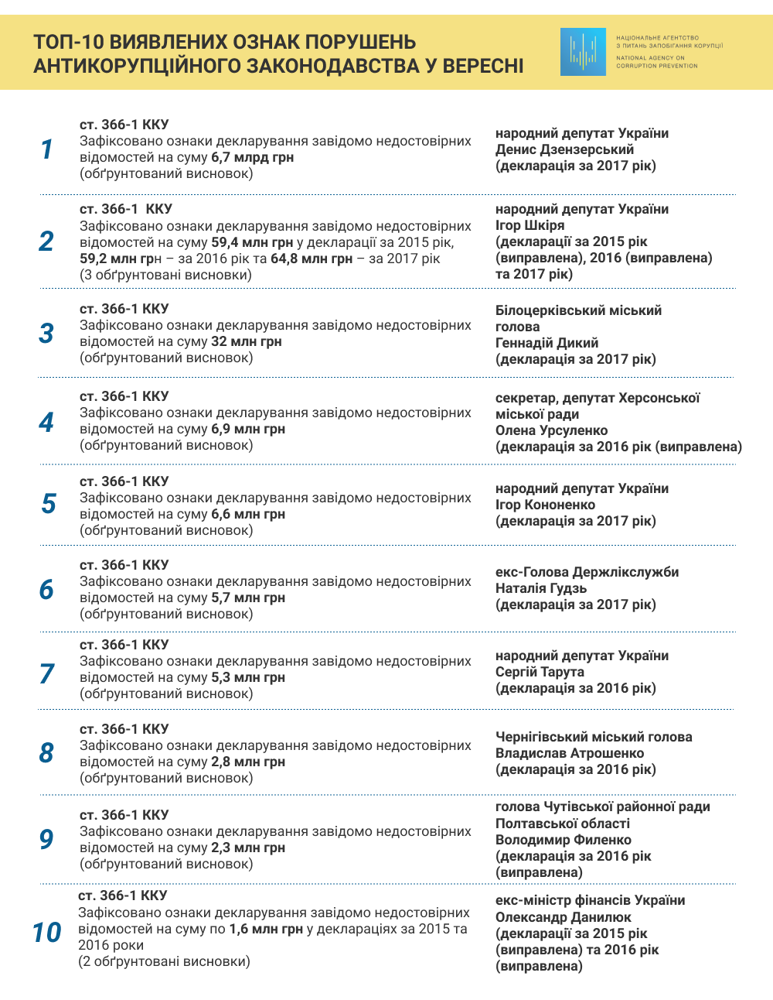 ТОП-10 ВИЯВЛЕНИХ ОЗНАК ПОРУШЕНЬ
АНТИКОРУПЦІЙНОГО ЗАКОНОДАВСТВА У ВЕРЕСНІ
НАЦІОНАЛЬНЕ АГЕНТСТВО
З ПИТАНЬ ЗАПОБІГАННЯ КОРУПЦІЇ
NATIONAL AGENCY ON
CORRUPTION PREVENTION
1
ст. 366-1 ККУ
Зафіксовано ознаки декларування завідомо недостовірних
відомостей на суму 6,7 млрд грн
(обґрунтований висновок)
народний депутат України
Денис Дзензерський
(декларація за 2017 рік)
2
ст. 366-1 ККУ
Зафіксовано ознаки декларування завідомо недостовірних
відомостей на суму 59,4 млн грн у декларації за 2015 рік,
59,2 млн грн – за 2016 рік та 64,8 млн грн – за 2017 рік
(3 обґрунтовані висновки)
народний депутат України
Ігор Шкіря
(декларації за 2015 рік
(виправлена), 2016 (виправлена)
та 2017 рік)
3
ст. 366-1 ККУ
Зафіксовано ознаки декларування завідомо недостовірних
відомостей на суму 32 млн грн
(обґрунтований висновок)
Білоцерківський міський
голова
Геннадій Дикий
(декларація за 2017 рік)
4
ст. 366-1 ККУ
Зафіксовано ознаки декларування завідомо недостовірних
відомостей на суму 6,9 млн грн
(обґрунтований висновок)
секретар, депутат Херсонської
міської ради
Олена Урсуленко
(декларація за 2016 рік (виправлена)
5
ст. 366-1 ККУ
Зафіксовано ознаки декларування завідомо недостовірних
відомостей на суму 6,6 млн грн
(обґрунтований висновок)
народний депутат України
Ігор Кононенко
(декларація за 2017 рік)
6
ст. 366-1 ККУ
Зафіксовано ознаки декларування завідомо недостовірних
відомостей на суму 5,7 млн грн
(обґрунтований висновок)
екс-Голова Держлікслужби
Наталія Гудзь
(декларація за 2017 рік)
7
ст. 366-1 ККУ
Зафіксовано ознаки декларування завідомо недостовірних
відомостей на суму 5,3 млн грн
(обґрунтований висновок)
народний депутат України
Сергій Тарута
(декларація за 2016 рік)
8
ст. 366-1 ККУ
Зафіксовано ознаки декларування завідомо недостовірних
відомостей на суму 2,8 млн грн
(обґрунтований висновок)
Чернігівський міський голова
Владислав Атрошенко
(декларація за 2016 рік)
9
ст. 366-1 ККУ
Зафіксовано ознаки декларування завідомо недостовірних
відомостей на суму 2,3 млн грн
(обґрунтований висновок)
голова Чутівської районної ради
Полтавської області
Володимир Филенко
(декларація за 2016 рік
(виправлена)
10
ст. 366-1 ККУ
Зафіксовано ознаки декларування завідомо недостовірних
відомостей на суму по 1,6 млн грн у деклараціях за 2015 та
2016 роки
(2 обґрунтовані висновки)
екс-міністр фінансів України
Олександр Данилюк
(декларації за 2015 рік
(виправлена) та 2016 рік
(виправлена)